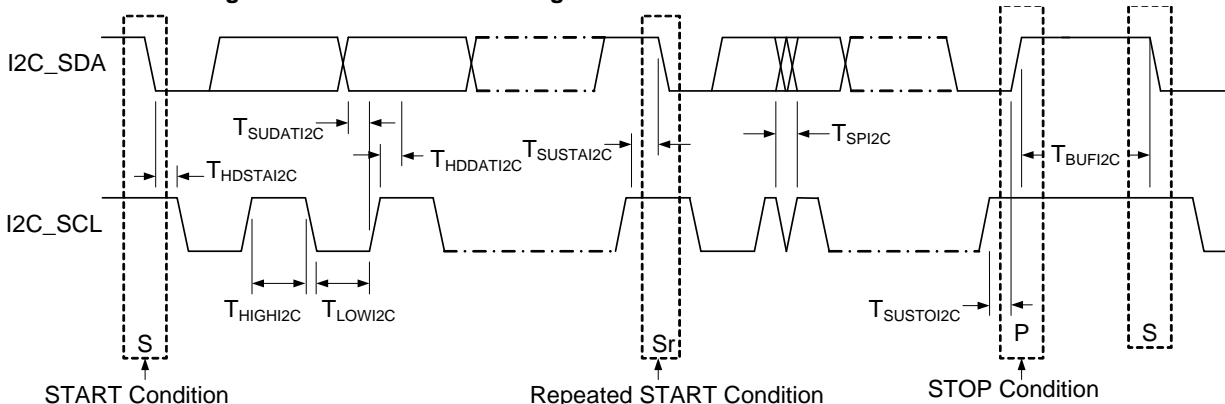 I2C_SDA
T_SUDATI2C
T_HDDATI2C
T_SUSTAI2C
T_SPI2C
T_BUFI2C
T_HDSTAI2C
I2C_SCL
T_HIGHI2C
T_LOWI2C
T_SUSTOI2C
S
Sr
P
S
START Condition
Repeated START Condition
STOP Condition